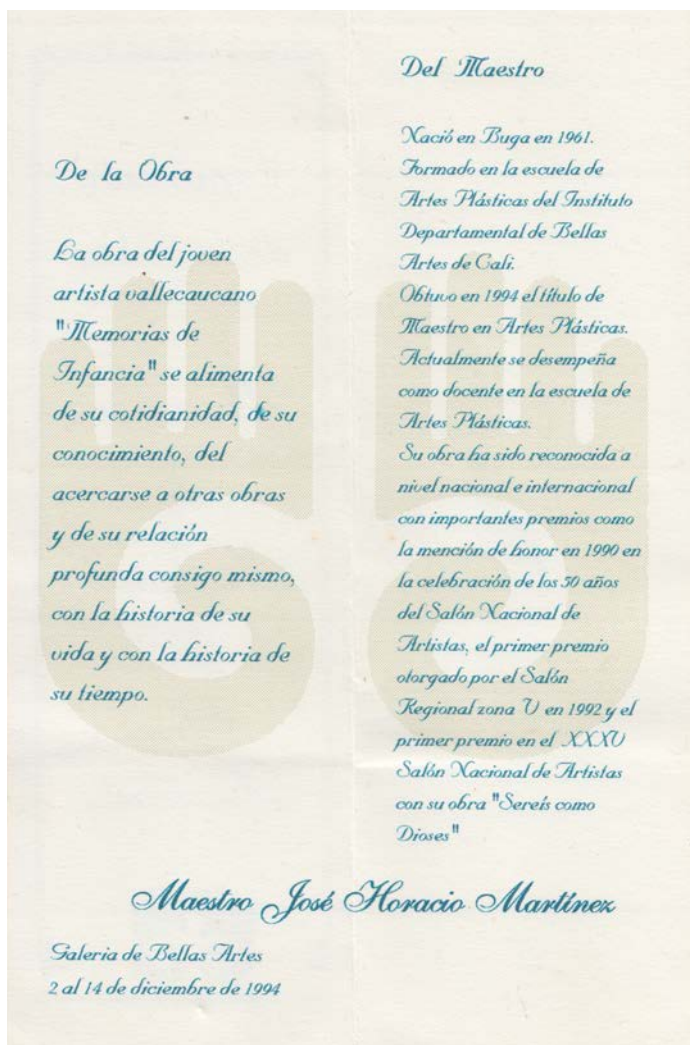 De la Obra
La obra del joven
artista vallecaucano
"Memorias de
Infancia" se alimenta
de su cotidianidad, de su
conocimiento, del
acercarse a otras obras
y de su relación
profunda consigo mismo,
con la historia de su
vida y con la historia de
su tiempo.
Del Maestro
Nació en Buga en 1961.
Formado en la escuela de
Artes Plásticas del Instituto
Departamental de Bellas
Artes de Cali.
Obtuvo en 1994 el título de
Maestro en Artes Plásticas.
Actualmente se desempeña
como docente en la escuela de
Artes Plásticas.
Su obra ha sido reconocida a
nivel nacional e internacional
con importantes premios como
la mención de honor en 1990 en
la celebración de los 50 años
del Salón Nacional de
Artistas, el primer premio
otorgado por el Salón
Regional zona V en 1992 y el
primer premio en el XXXV
Salón Nacional de Artistas
con su obra "Sereís como
Dioses"
Maestro José Horacio Martínez
Galeria de Bellas Artes
2 al 14 de diciembre de 1994